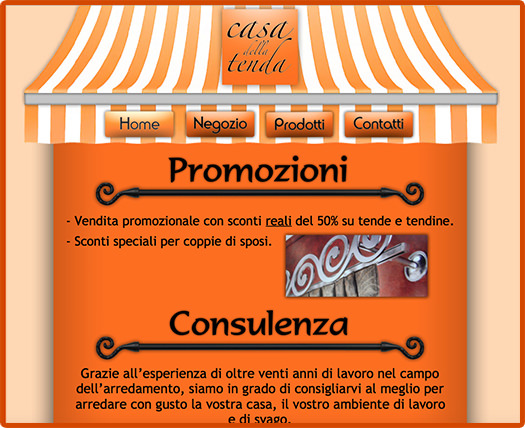 casa
della
tenda
Home
Negozio
Prodotti
Contatti
Promozioni
- Vendita promozionale con sconti reali del 50% su tende e tendine.
- Sconti speciali per coppie di sposi.
Consulenza
Grazie all’esperienza di oltre venti anni di lavoro nel campo
dell’arredamento, siamo in grado di consigliarvi al meglio per
arredare con gusto la vostra casa, il vostro ambiente di lavoro
e di svago.